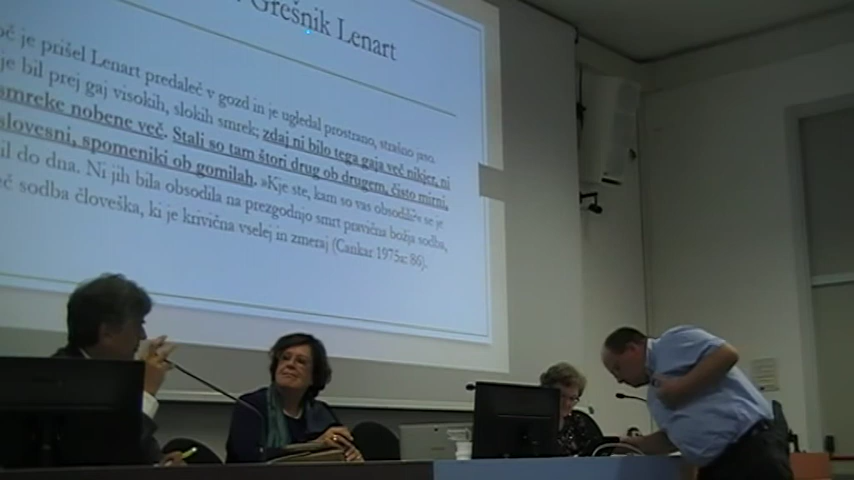 Grešnik Lenart
je prišel Lenart predaleč v gozd in je ugledal prostrano, strašno jaso.
je bil prej gaj visokih, slokih smrek; zdaj ni bilo tega gaja več nikjer, ni
smreke nobene več. Stali so tam štori drug ob drugem, čisto mirni,
slovesni, spomeniki ob gomilah. »Kje ste, kam so vas obsodili?« se je
do dna. Ni jih bila obsodila na prezgodnjo smrt pravična božja sodba,
sodba človeška, ki je krivična vselej in zmeraj (Cankar 1975a: 86).